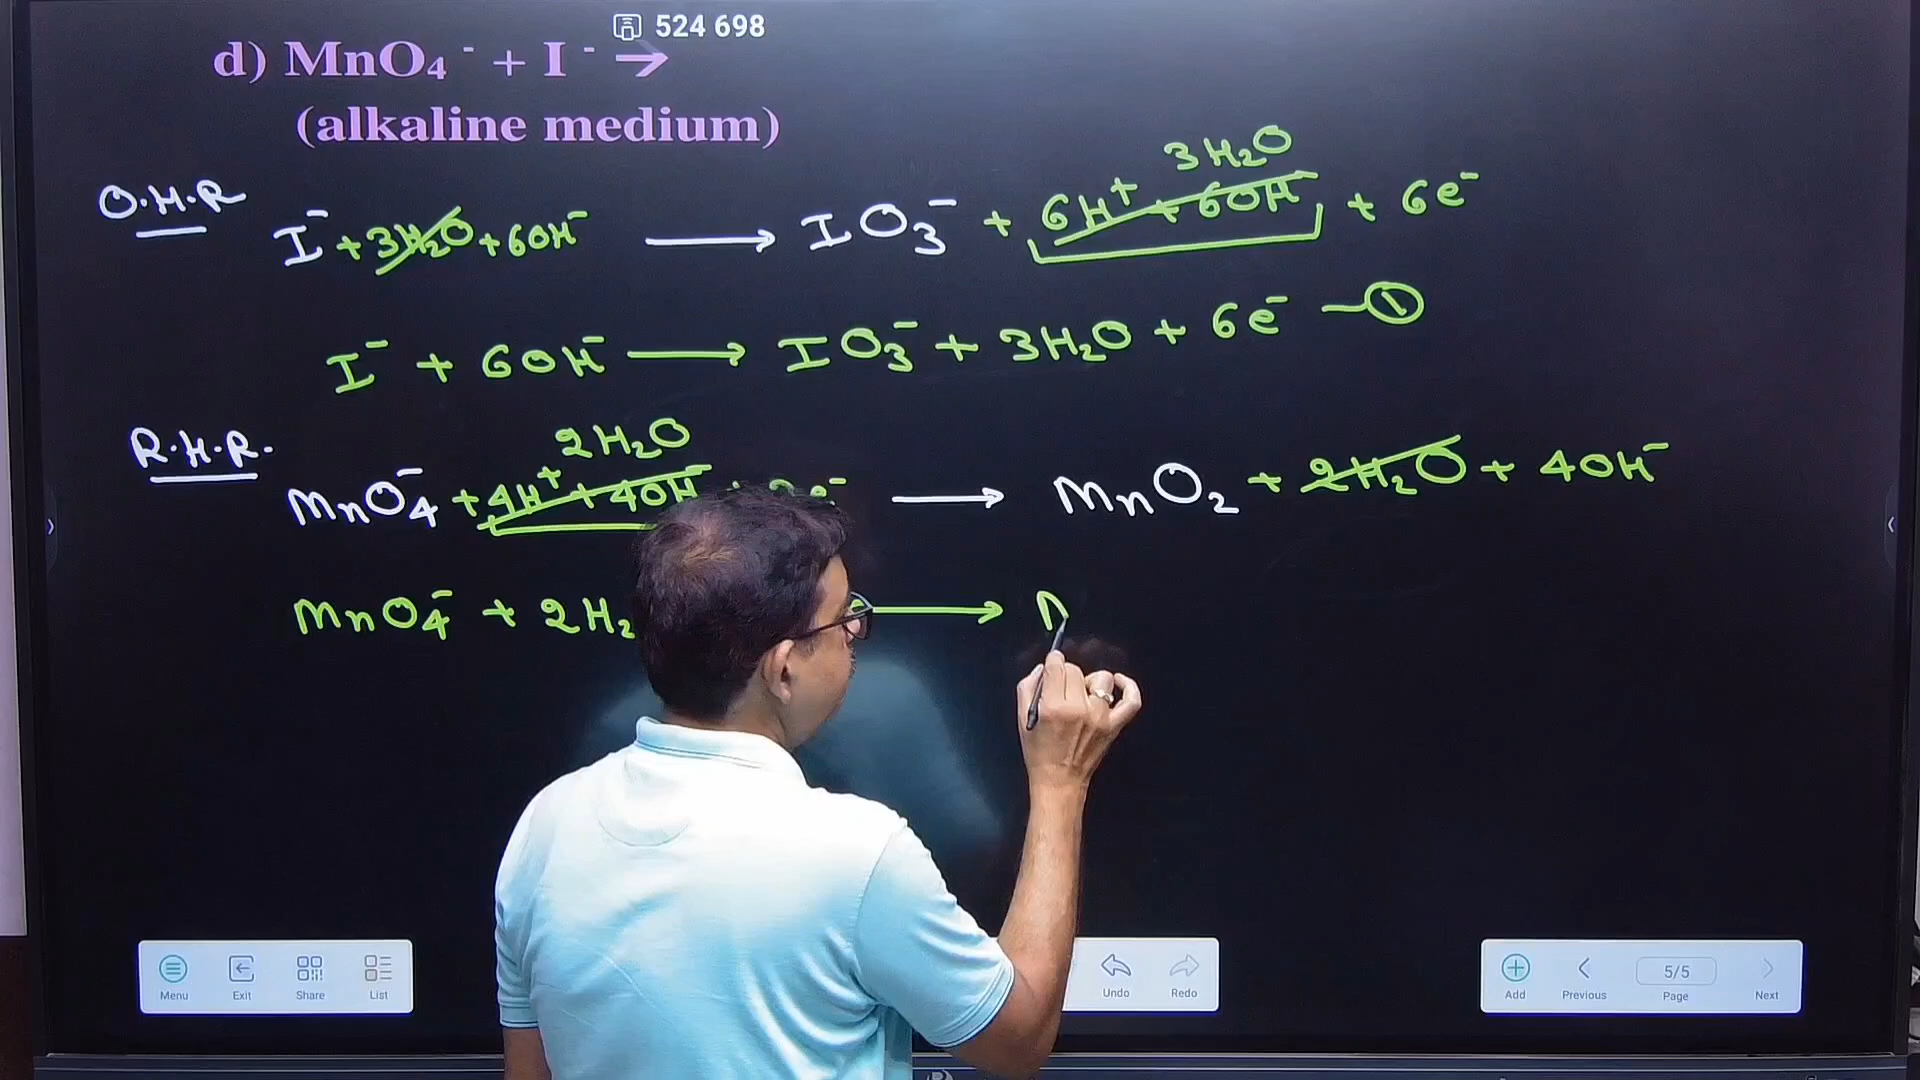 524 698
d) MnO₄⁻ + I⁻ →
(alkaline medium)
3H₂O
O.H.R
I⁻ + 3H₂O + 6OH⁻ → IO₃⁻ + 6H⁺ + 6OH⁻ + 6e⁻
I⁻ + 6OH⁻ → IO₃⁻ + 3H₂O + 6e⁻ — ①
R.H.R.
2H₂O
MnO₄⁻ + 4H⁺ + 4OH⁻ + e⁻ → MnO₂ + 2H₂O + 4OH⁻
MnO₄⁻ + 2H₂ →
Menu Exit Share List Undo Redo Add Previous 5/5 Page Next